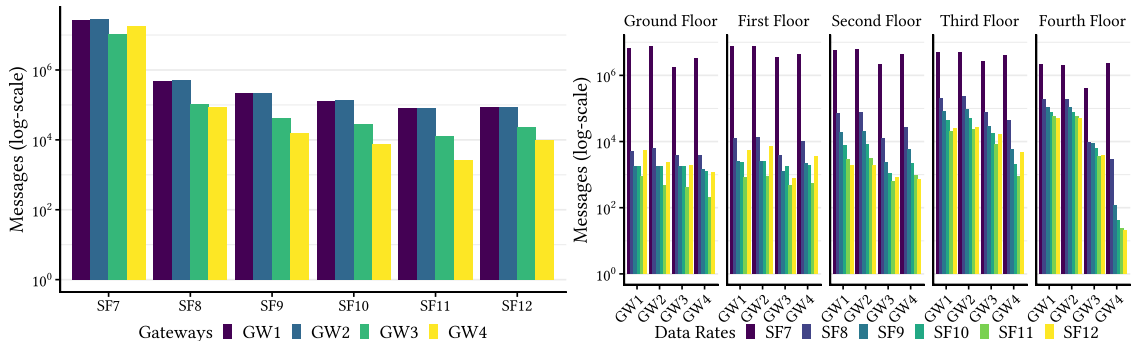 Messages (log-scale)
10^6
10^4
10^2
10^0
SF7 SF8 SF9 SF10 SF11 SF12
Gateways GW1 GW2 GW3 GW4
Ground Floor First Floor Second Floor Third Floor Fourth Floor
Messages (log-scale)
10^6
10^4
10^2
10^0
GW1 GW2 GW3 GW4 GW1 GW2 GW3 GW4 GW1 GW2 GW3 GW4 GW1 GW2 GW3 GW4 GW1 GW2 GW3 GW4
Data Rates SF7 SF8 SF9 SF10 SF11 SF12